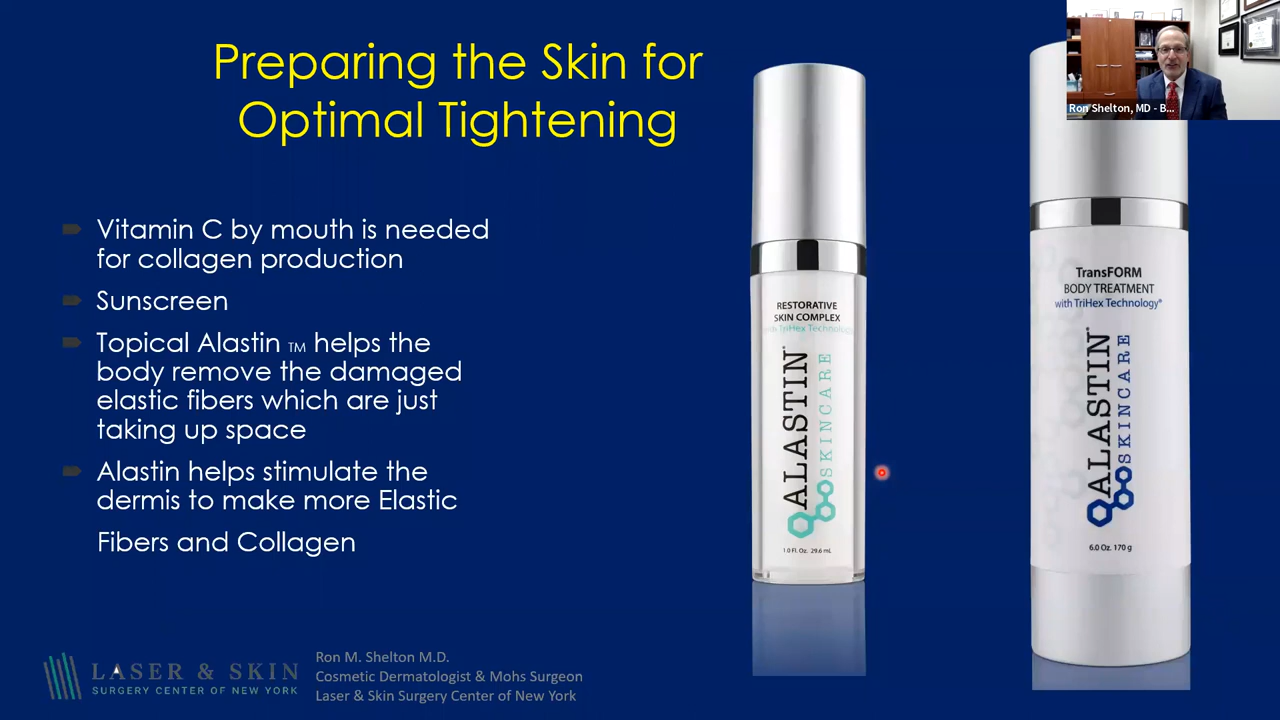 Preparing the Skin for
Optimal Tightening
Vitamin C by mouth is needed
for collagen production
Sunscreen
Topical Alastin TM helps the
body remove the damaged
elastic fibers which are just
taking up space
Alastin helps stimulate the
dermis to make more Elastic
Fibers and Collagen
RESTORATIVE
SKIN COMPLEX
with TriHex Technology
ALASTIN®
SKINCARE
1.0 Fl. Oz. 29.6 mL
TransFORM
BODY TREATMENT
with TriHex Technology®
ALASTIN®
SKINCARE
6.0 Oz. 170 g
Ron Shelton, MD - B...
LASER & SKIN
SURGERY CENTER OF NEW YORK
Ron M. Shelton M.D.
Cosmetic Dermatologist & Mohs Surgeon
Laser & Skin Surgery Center of New York